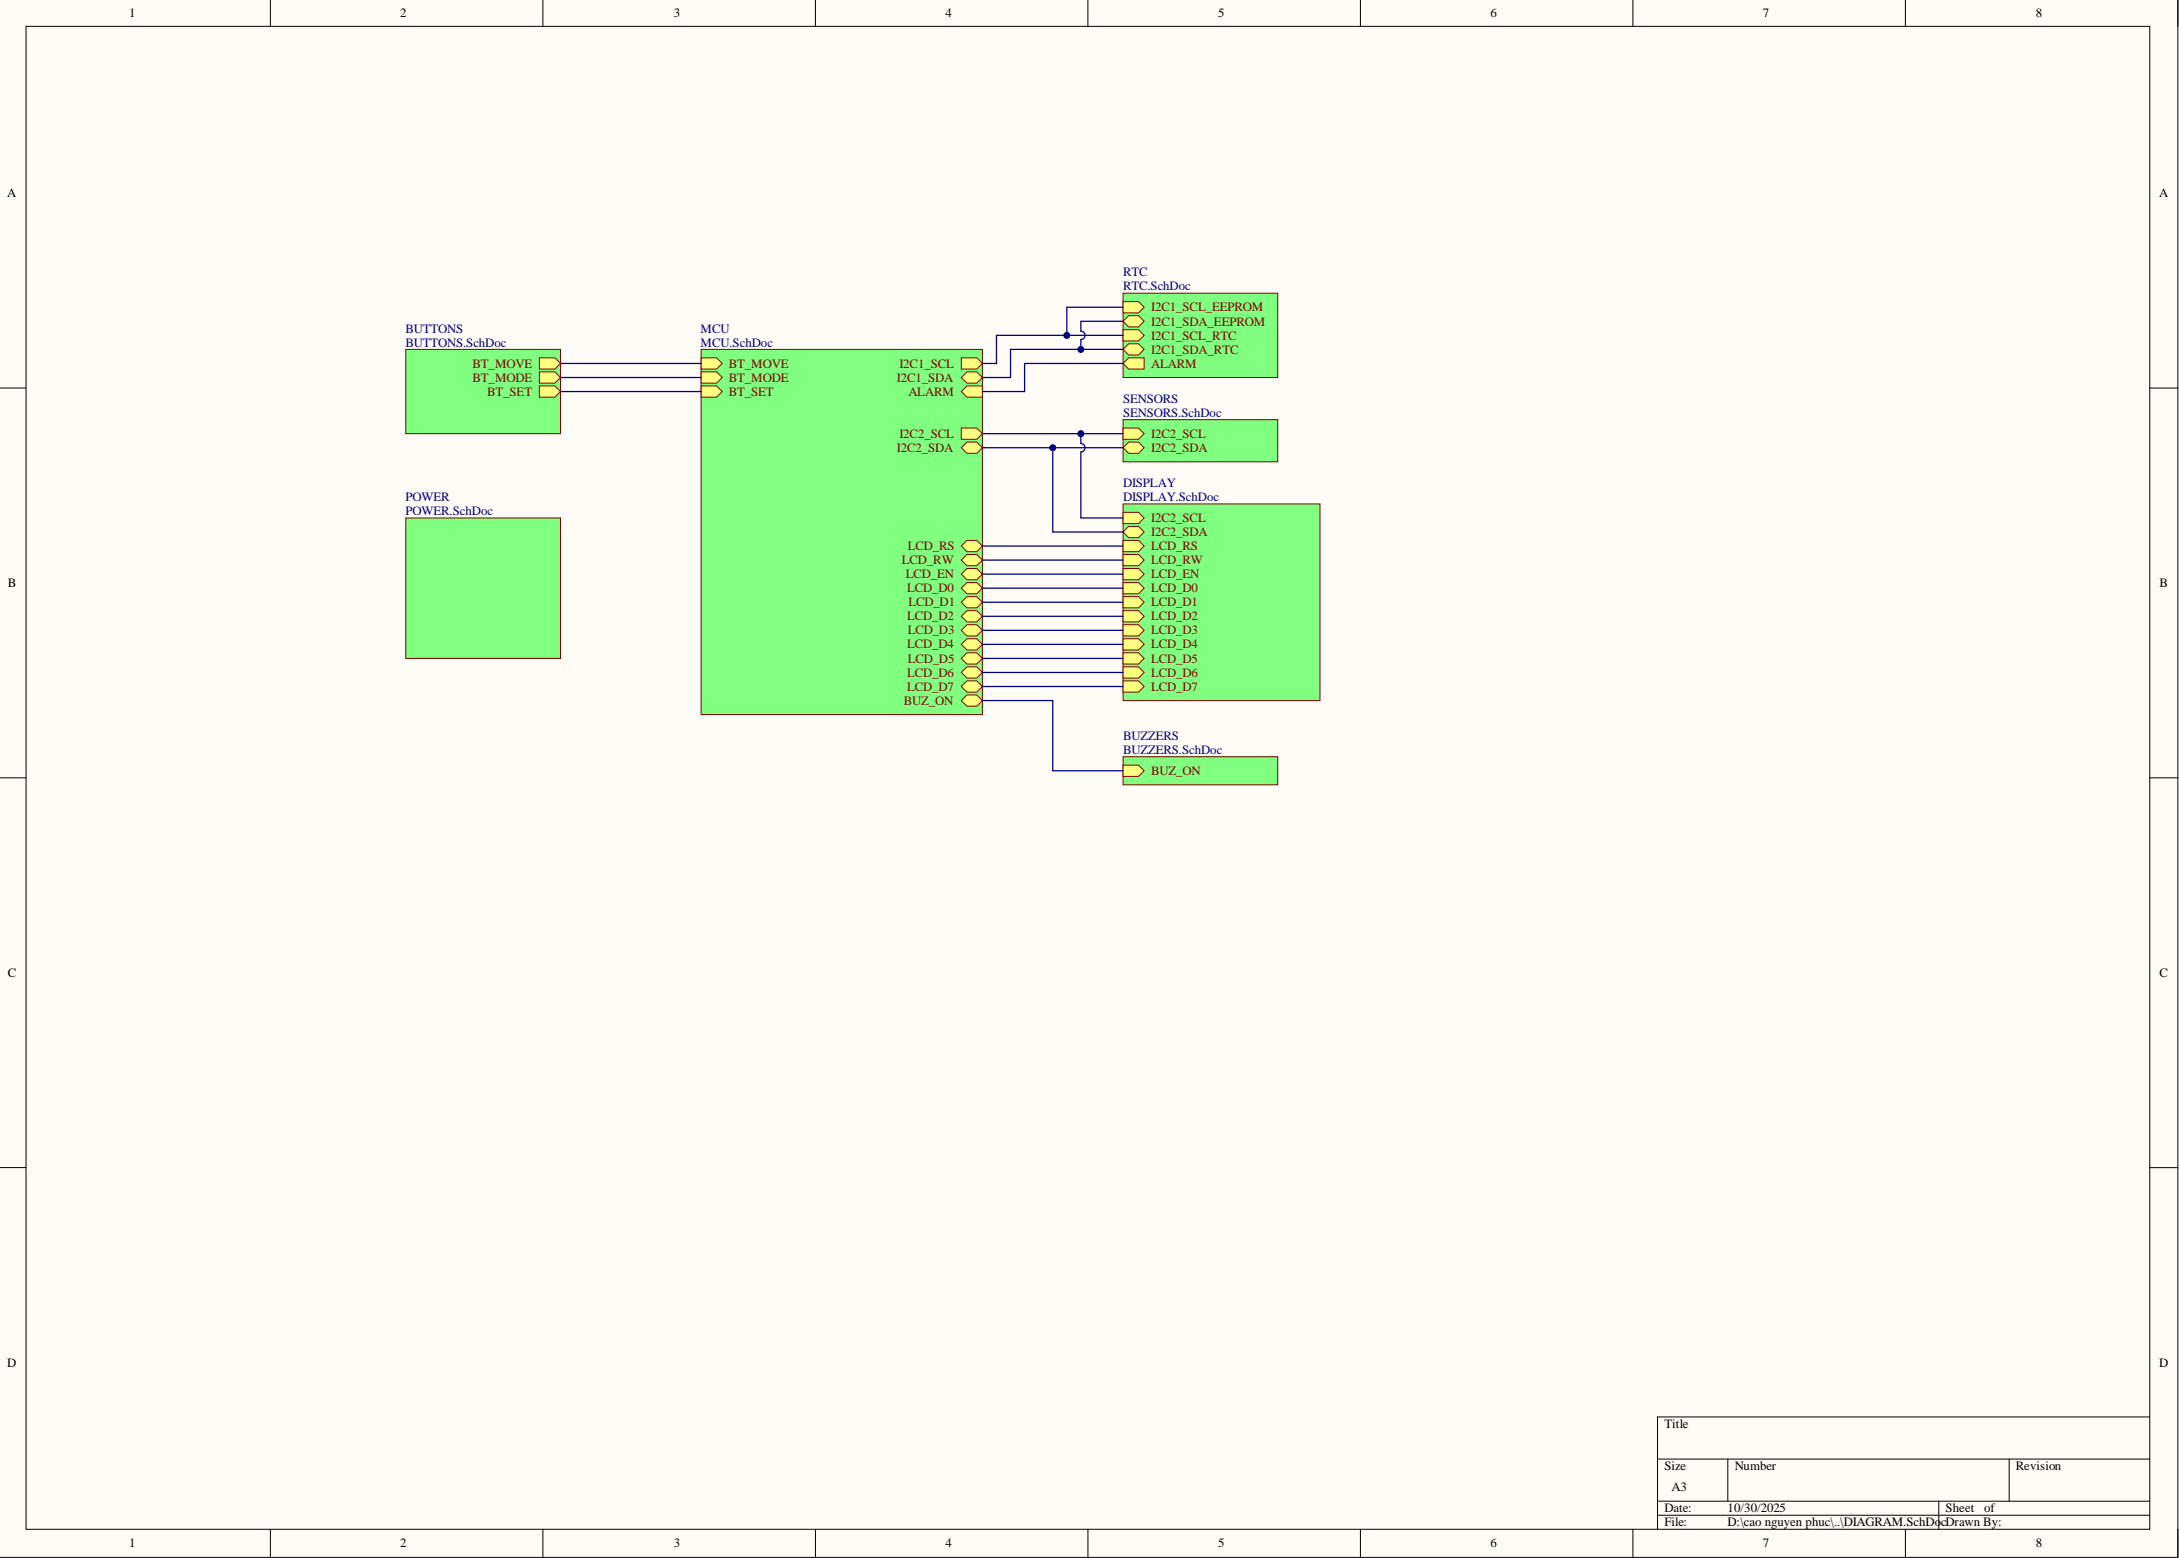 1 2 3 4 5 6 7 8
A A
RTC
RTC.SchDoc
I2C1_SCL_EEPROM
I2C1_SDA_EEPROM
I2C1_SCL_RTC
I2C1_SDA_RTC
ALARM
BUTTONS
BUTTONS.SchDoc
BT_MOVE
BT_MODE
BT_SET
MCU
MCU.SchDoc
BT_MOVE
BT_MODE
BT_SET
I2C1_SCL
I2C1_SDA
ALARM
I2C2_SCL
I2C2_SDA
LCD_RS
LCD_RW
LCD_EN
LCD_D0
LCD_D1
LCD_D2
LCD_D3
LCD_D4
LCD_D5
LCD_D6
LCD_D7
BUZ_ON
SENSORS
SENSORS.SchDoc
I2C2_SCL
I2C2_SDA
POWER
POWER.SchDoc
DISPLAY
DISPLAY.SchDoc
I2C2_SCL
I2C2_SDA
LCD_RS
LCD_RW
LCD_EN
LCD_D0
LCD_D1
LCD_D2
LCD_D3
LCD_D4
LCD_D5
LCD_D6
LCD_D7
B B
BUZZERS
BUZZERS.SchDoc
BUZ_ON
C C
D D
Title
Size Number Revision
A3
Date: 10/30/2025 Sheet of
File: D:\cao nguyen phuc\..\DIAGRAM.SchDoc Drawn By:
1 2 3 4 5 6 7 8